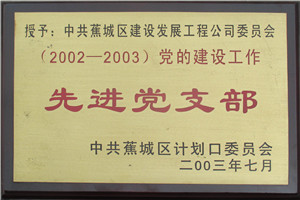 授予：中共蕉城区建设发展工程公司委员会
（2002—2003）党的建设工作
先进党支部
中共蕉城区计划口委员会
二00三年七月